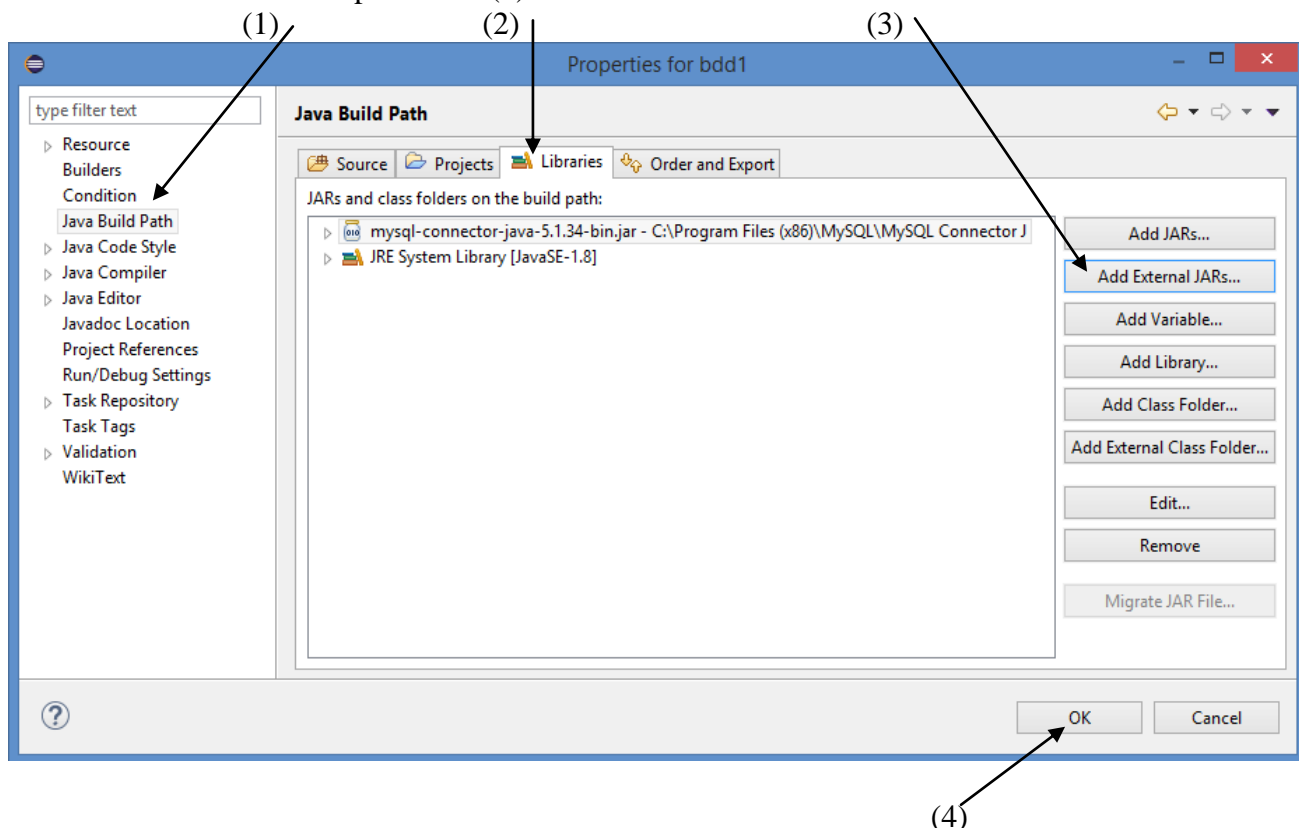 (1)
(2)
(3)
Properties for bdd1
type filter text
Resource
Builders
Condition
Java Build Path
Java Code Style
Java Compiler
Java Editor
Javadoc Location
Project References
Run/Debug Settings
Task Repository
Task Tags
Validation
WikiText
Java Build Path
Source
Projects
Libraries
Order and Export
JARs and class folders on the build path:
010
mysql-connector-java-5.1.34-bin.jar - C:\Program Files (x86)\MySQL\MySQL Connector J
JRE System Library [JavaSE-1.8]
Add JARs...
Add External JARs...
Add Variable...
Add Library...
Add Class Folder...
Add External Class Folder...
Edit...
Remove
Migrate JAR File...
?
OK
Cancel
(4)